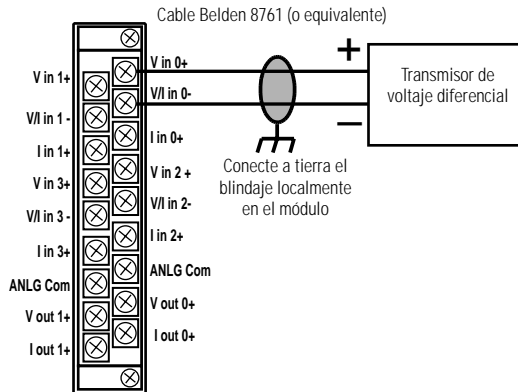 Cable Belden 8761 (o equivalente)
V in 0+
V/I in 0-
I in 0+
V in 2 +
V/I in 2-
I in 2+
ANLG Com
V out 0+
I out 0+
V in 1+
V/I in 1 -
I in 1+
V in 3+
V/I in 3 -
I in 3+
ANLG Com
V out 1+
I out 1+
+
−
Transmisor de
voltaje diferencial
Conecte a tierra el
blindaje localmente
en el módulo